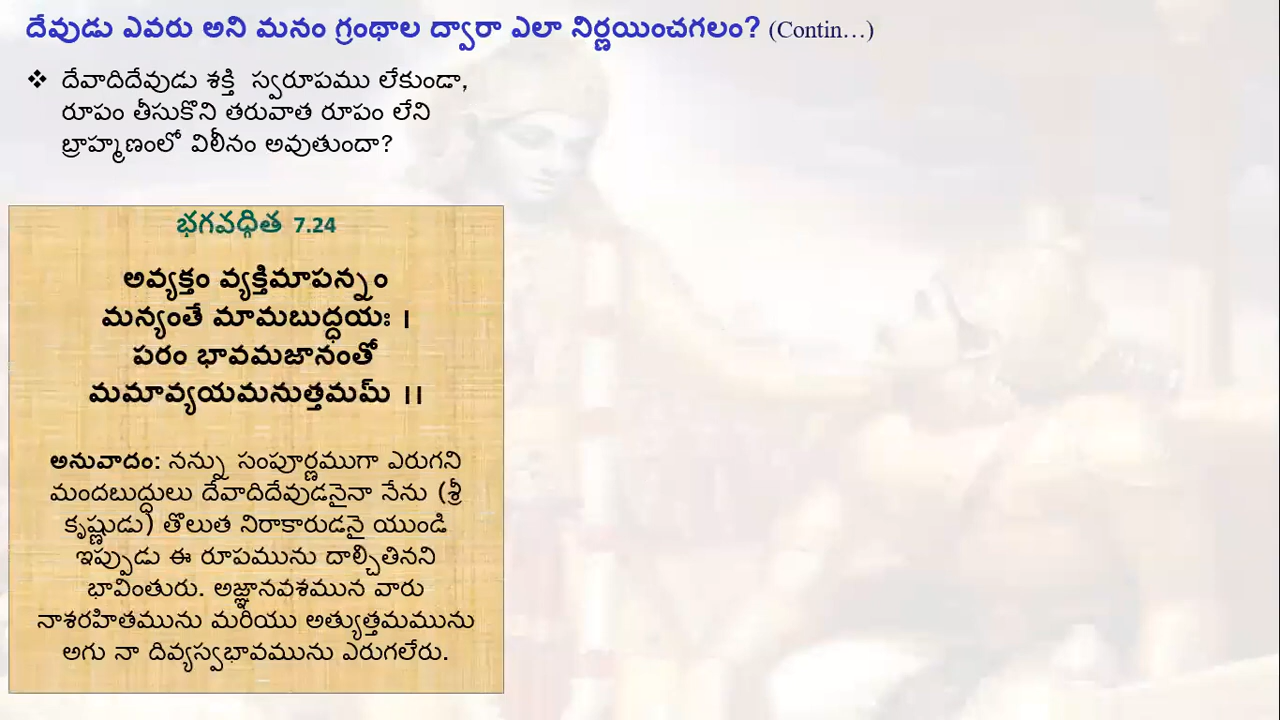 దేవుడు ఎవరు అని మనం గ్రంథాల ద్వారా ఎలా నిర్ణయించగలం? (Contin…)
❖ దేవాదిదేవుడు శక్తి స్వరూపము లేకుండా,
రూపం తీసుకొని తరువాత రూపం లేని
బ్రాహ్మణంలో విలీనం అవుతుందా?
భగవధ్గిత 7.24
అవ్యక్తం వ్యక్తిమాపన్నం
మన్యంతే మామబుద్ధయః ।
పరం భావమజానంతో
మమావ్యయమనుత్తమమ్ ।।
అనువాదం: నన్ను సంపూర్ణముగా ఎరుగని
మందబుద్ధులు దేవాదిదేవుడనైనా నేను (శ్రీ
కృష్ణుడు) తొలుత నిరాకారుడనై యుండి
ఇప్పుడు ఈ రూపమును దాల్చితినని
భావింతురు. అజ్ఞానవశమున వారు
నాశరహితమును మరియు అత్యుత్తమమును
అగు నా దివ్యస్వభావమును ఎరుగలేరు.